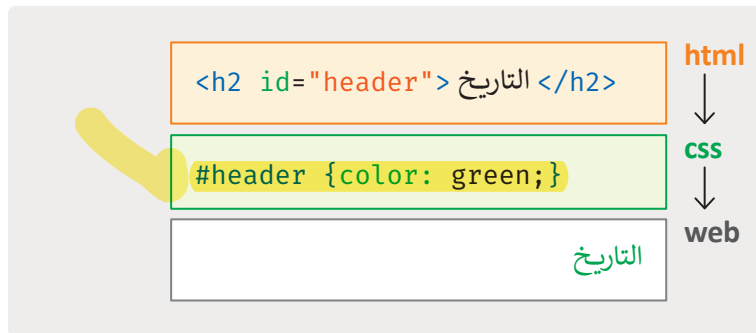 <h2 id="header"> التاريخ </h2>
html
#header {color: green;}
css
web
التاريخ